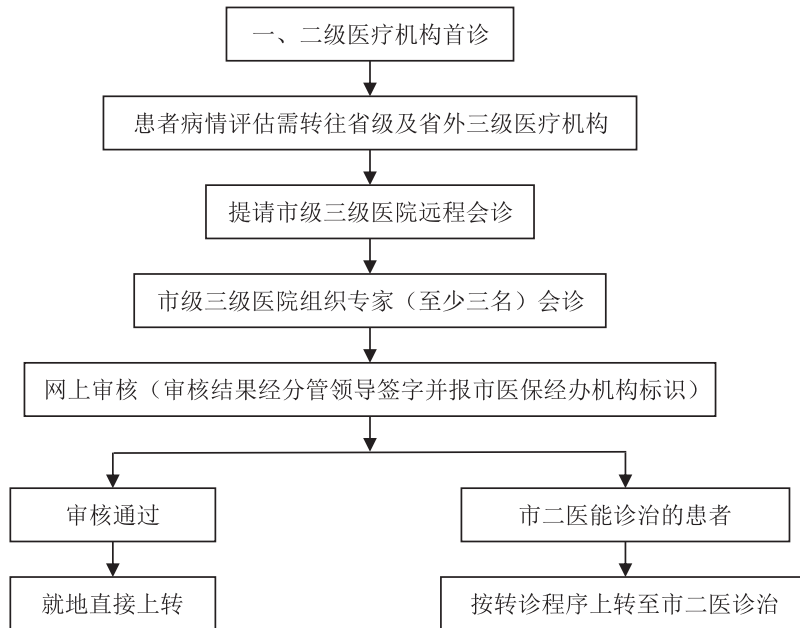 一、二级医疗机构首诊
患者病情评估需转往省级及省外三级医疗机构
提请市级三级医院远程会诊
市级三级医院组织专家（至少三名）会诊
网上审核（审核结果经分管领导签字并报市医保经办机构标识）
审核通过
市二医能诊治的患者
就地直接上转
按转诊程序上转至市二医诊治